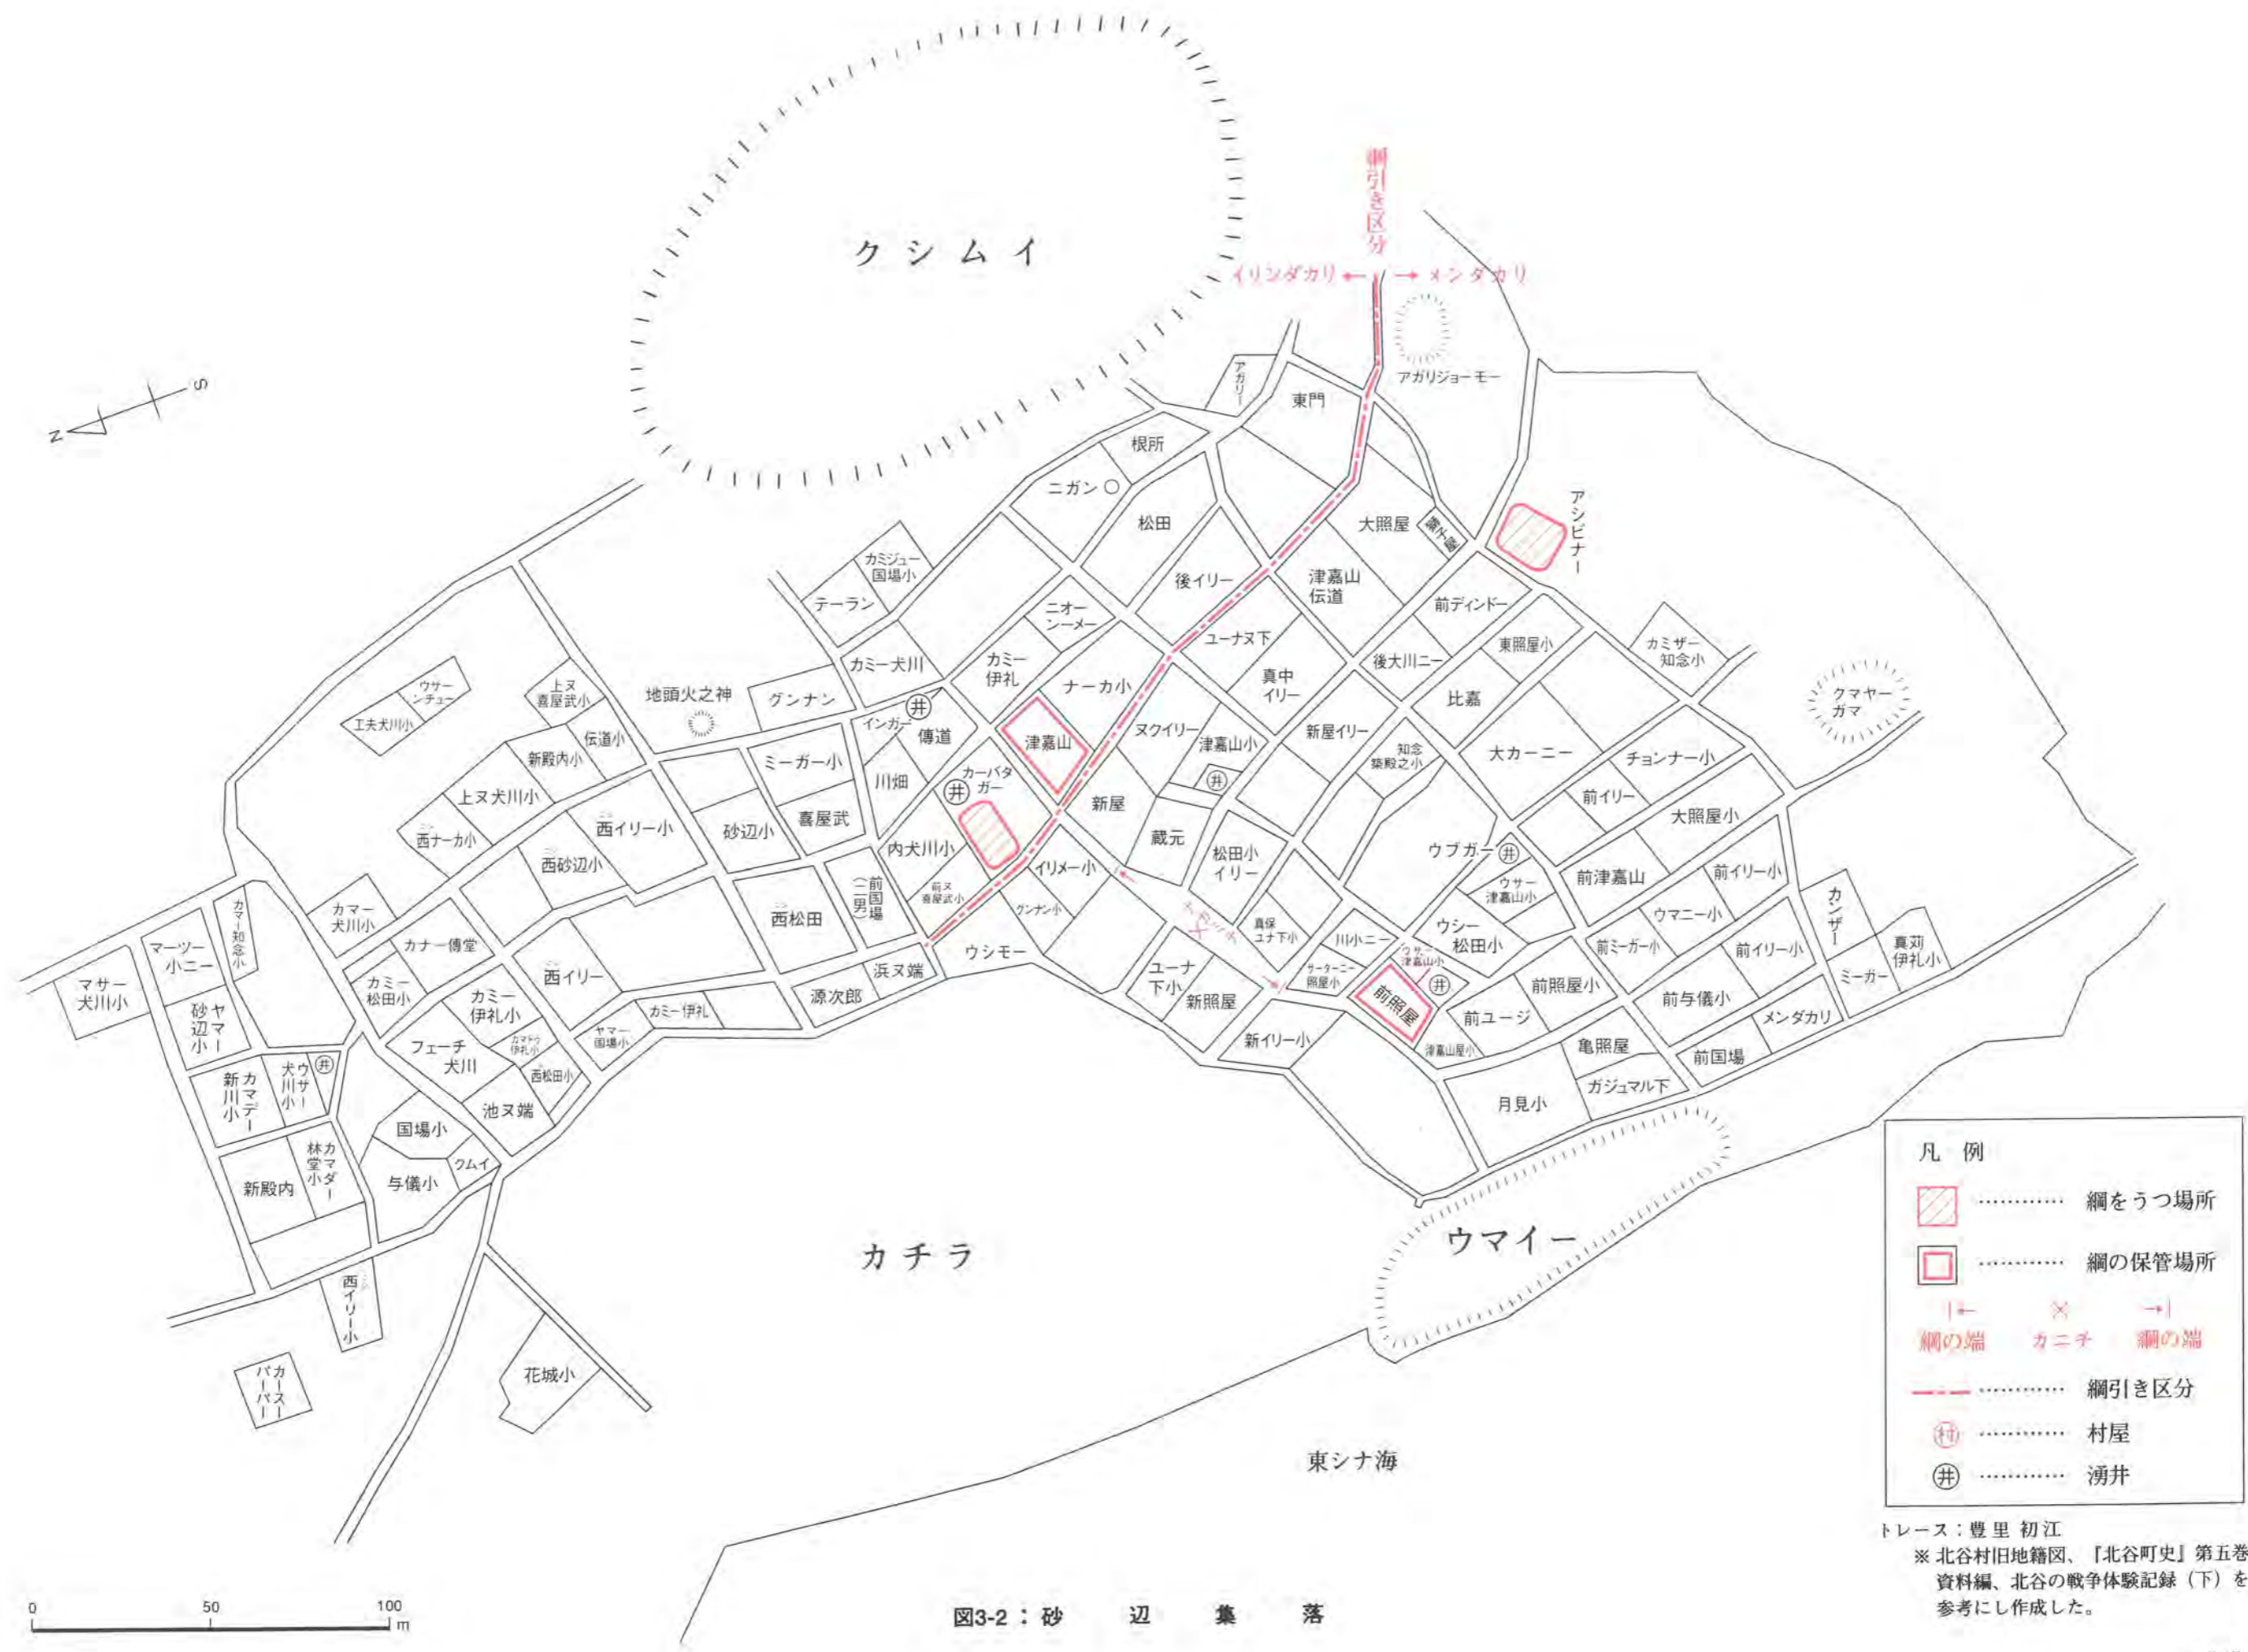 クシムイ
綱引き区分
イリンダカリ ← → メンダカリ
アガリジョーモー
アガリー
東門
根所
ニガン
松田
大照屋
獅子屋
アシビナー
カミジュー
国場小
テーラン
後イリー
津嘉山
伝道
前ディンドー
ニオー
ンーメー
ユーナヌ下
東照屋小
カミザー
知念小
カミー犬川
カミー
伊礼
後大川ニー
ナーカ小
真中
イリー
比嘉
クマヤー
ガマ
ウサー
ンチュー
工夫犬川小
上ヌ
喜屋武小
地頭火之神
グンナン
井
インガー
傳道
津嘉山
ヌクイリー
津嘉山小
井
新屋イリー
知念
築殿之小
大カーニー
チョンナー小
伝道小
新殿内小
ミーガー小
川畑
カーバタ
ガー
井
新屋
前イリー
上ヌ犬川小
大照屋小
西ナーカ小
西イリー小
砂辺小
喜屋武
蔵元
内犬川小
松田小
イリー
ウブガー
井
西砂辺小
イリメー小
前ヌ
喜屋武小
ウサー
津嘉山小
前津嘉山
前イリー小
前国場
(二男)
グンナン小
カマー
犬川小
カマー知念小
西松田
カニチ
真保
ユナ下小
ウシー
松田小
ウマニー小
カンザー
マーツー
小ニー
カナー傳堂
川小ニー
ウサー
津嘉山小
前ミーガー小
前イリー小
真苅
伊礼小
ウシモー
マサー
犬川小
カミー
松田小
西イリー
浜ヌ端
ユーナ
下小
サーターニー
照屋小
井
ミーガー
源次郎
新照屋
前照屋
前照屋小
前与儀小
ヤマー
砂辺小
カミー
伊礼小
カミー伊礼
前ユージ
メンダカリ
フェーチ
犬川
カマドゥ
伊礼小
ヤマー
国場小
新イリー小
津嘉山屋小
亀照屋
前国場
カマデー
新川小
ウサー
犬川小
井
西松田小
ガジュマル下
池ヌ端
月見小
国場小
カマダー
林堂小
クムイ
新殿内
与儀小
カチラ
ウマイー
西イリー小
カースー
パーパー
花城小
東シナ海
N
S
凡 例
………… 綱をうつ場所
………… 綱の保管場所
|← × →|
綱の端 カニチ 綱の端
………… 綱引き区分
村 ………… 村屋
井 ………… 湧井
トレース:豊里 初江
※ 北谷村旧地籍図、『北谷町史』第五巻
資料編、北谷の戦争体験記録(下)を
参考にし作成した。
0 50 100
m
図3-2:砂 辺 集 落